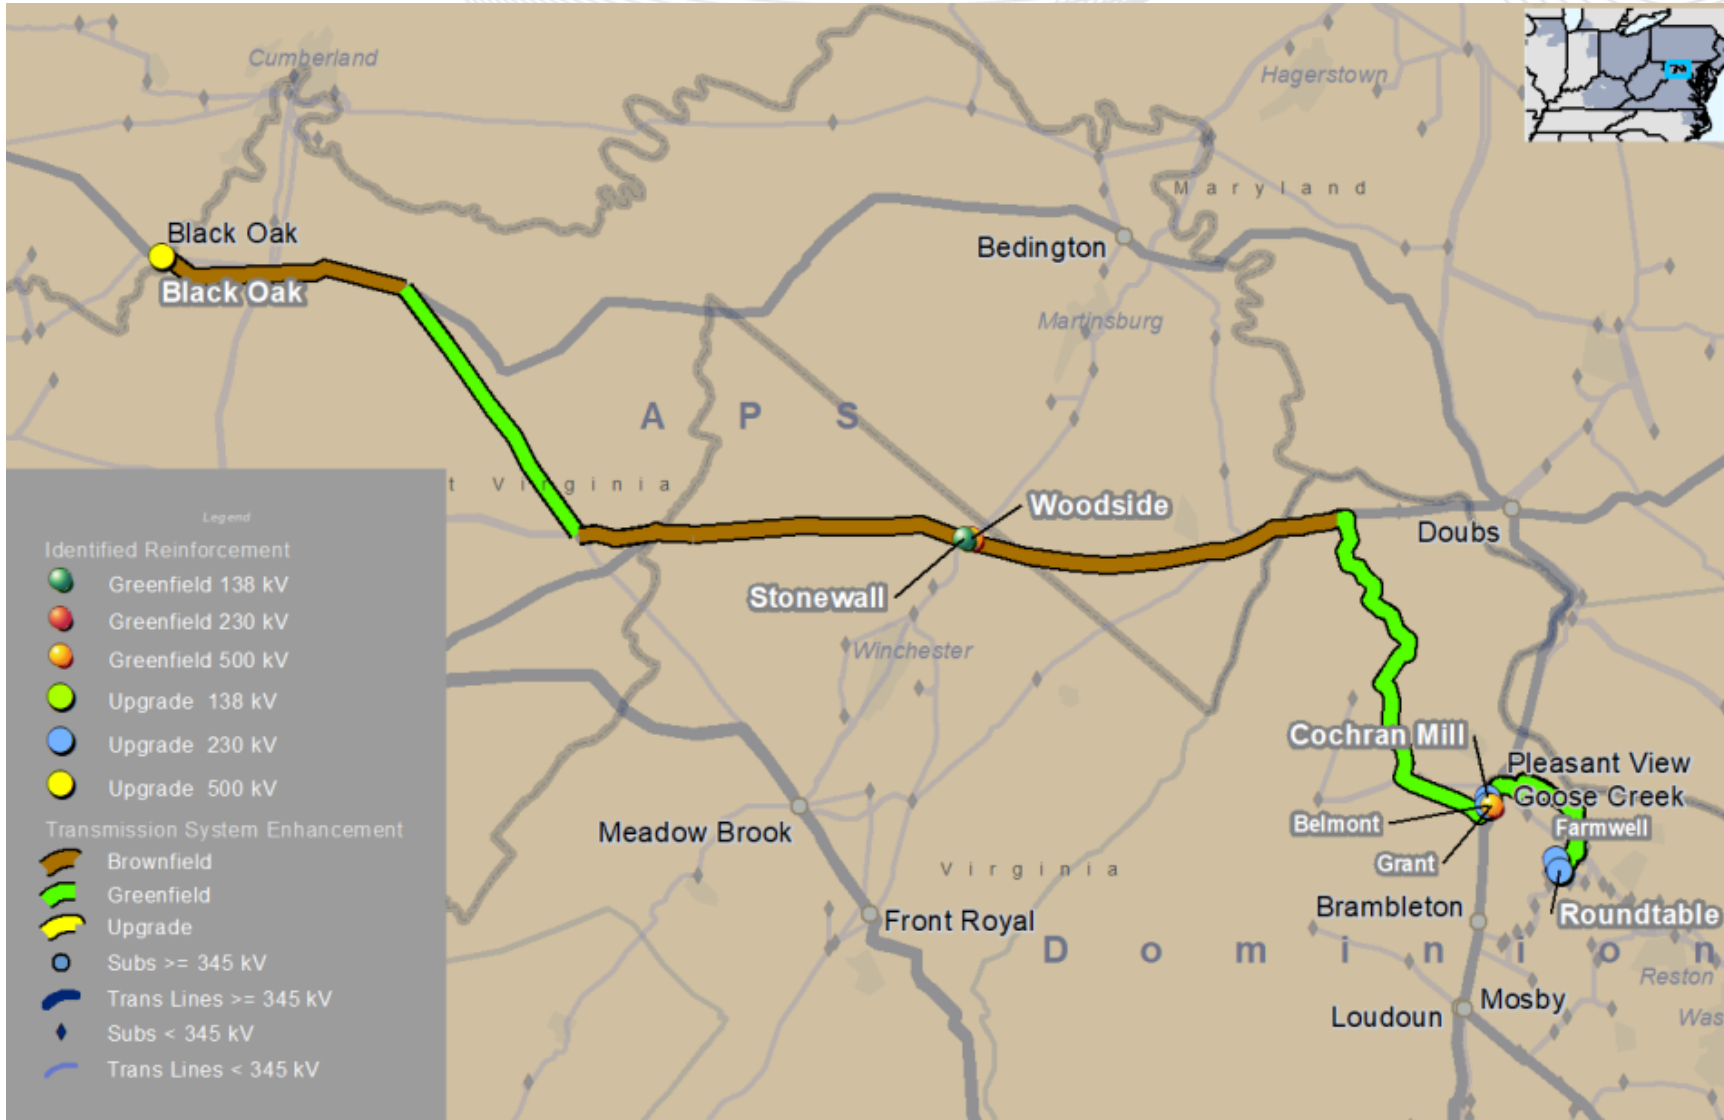 Cumberland
Hagerstown
Maryland
Black Oak
Black Oak
Bedington
Martinsburg
A P S
t Virginia
Woodside
Doubs
Stonewall
Winchester
Cochran Mill
Pleasant View
Goose Creek
Belmont
Farmwell
Grant
Meadow Brook
Virginia
Brambleton
Roundtable
Front Royal
Dominion
Reston
Mosby
Loudoun
Was
Legend
Identified Reinforcement
Greenfield 138 kV
Greenfield 230 kV
Greenfield 500 kV
Upgrade 138 kV
Upgrade 230 kV
Upgrade 500 kV
Transmission System Enhancement
Brownfield
Greenfield
Upgrade
Subs >= 345 kV
Trans Lines >= 345 kV
Subs < 345 kV
Trans Lines < 345 kV